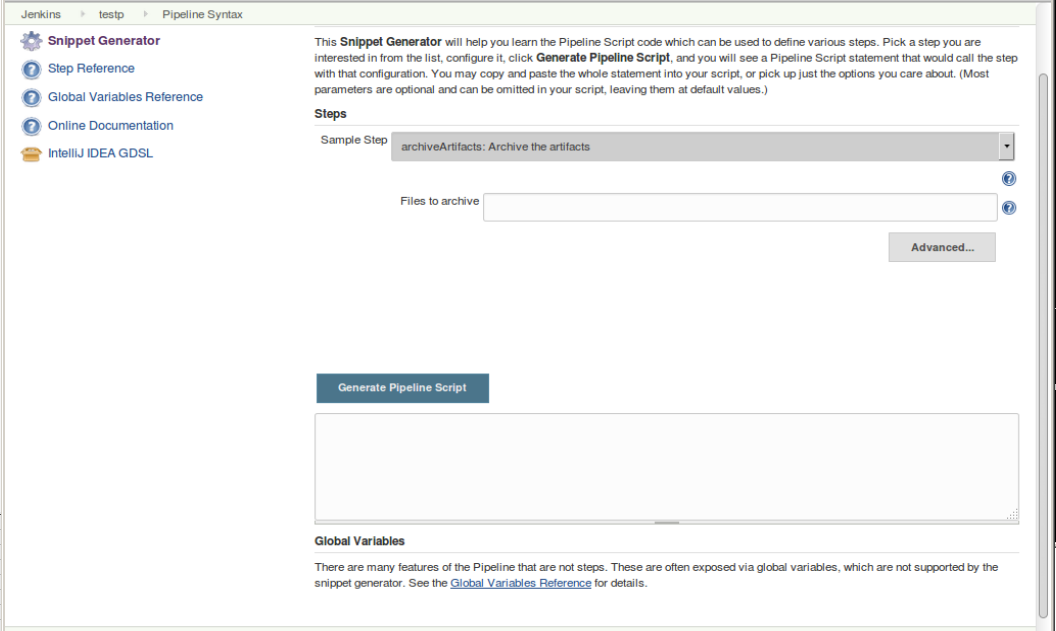 Jenkins testp Pipeline Syntax
Snippet Generator
Step Reference
Global Variables Reference
Online Documentation
IntelliJ IDEA GDSL
This Snippet Generator will help you learn the Pipeline Script code which can be used to define various steps. Pick a step you are
interested in from the list, configure it, click Generate Pipeline Script, and you will see a Pipeline Script statement that would call the step
with that configuration. You may copy and paste the whole statement into your script, or pick up just the options you care about. (Most
parameters are optional and can be omitted in your script, leaving them at default values.)
Steps
Sample Step archiveArtifacts: Archive the artifacts
Files to archive
Advanced...
Generate Pipeline Script
Global Variables
There are many features of the Pipeline that are not steps. These are often exposed via global variables, which are not supported by the
snippet generator. See the Global Variables Reference for details.